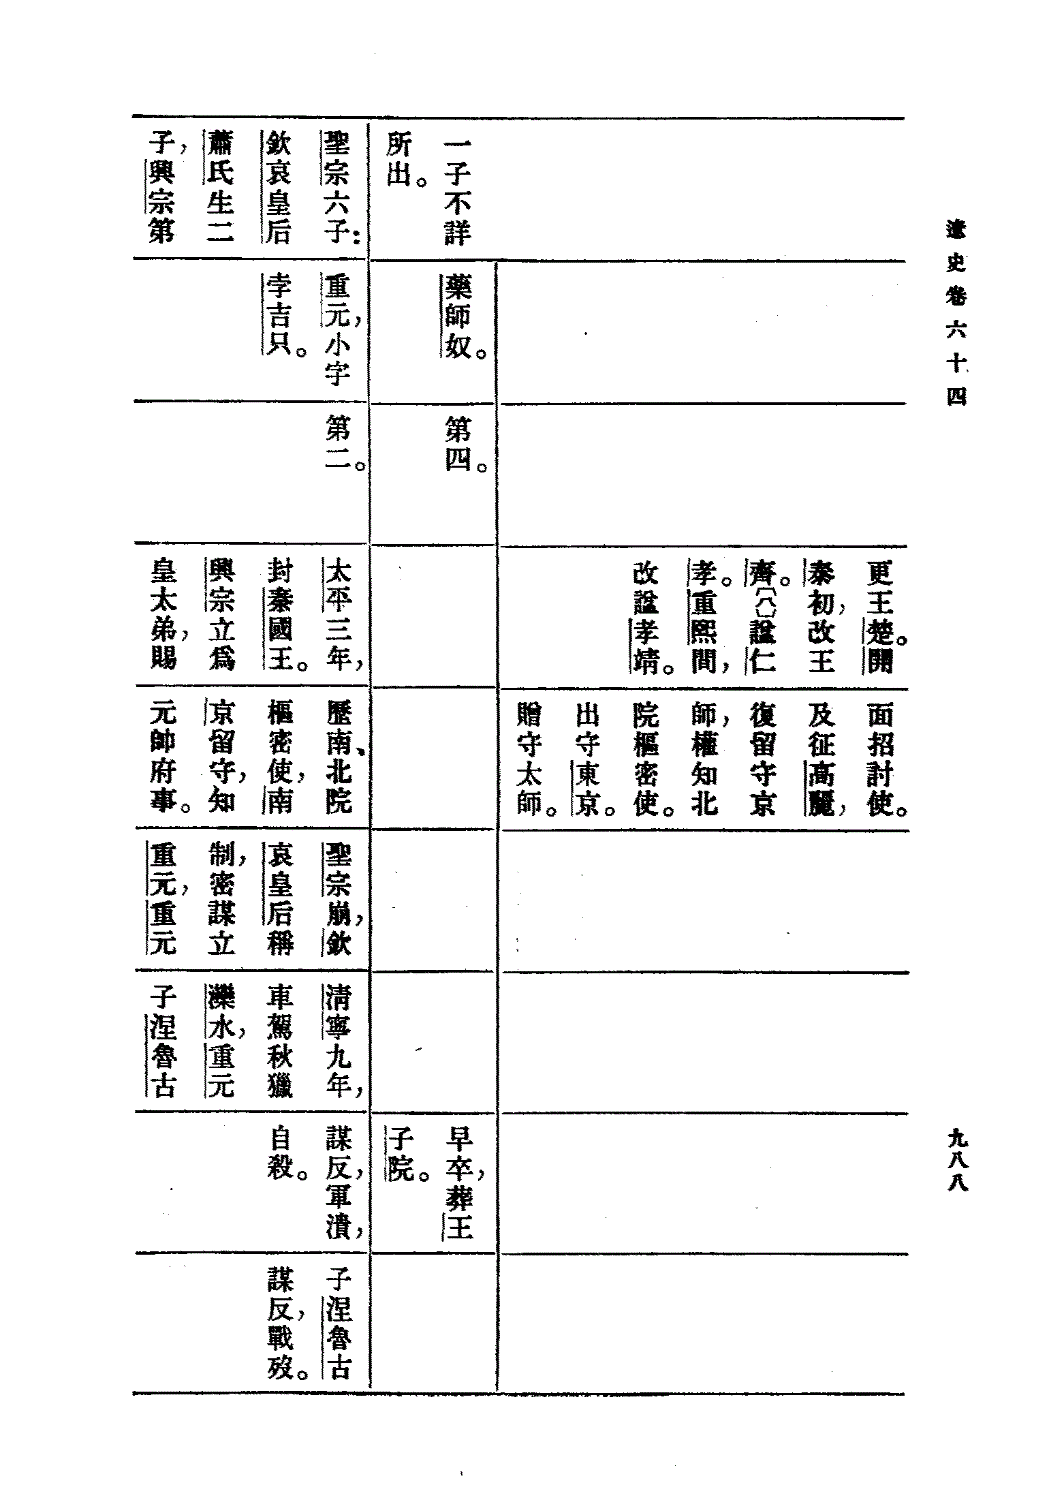 遼史卷六十四
九八八
更王楚。開
泰初，改王
齊。〔八〕諡仁
孝。重熙間，
改諡孝靖。
面招討使。
及征高麗，
復留守京
師，權知北
院樞密使。
出守東京。
贈守太師。
一子不詳
所出。
藥師奴。
第四。
早卒，葬王
子院。
聖宗六子：
欽哀皇后
蕭氏生二
子，興宗第
重元，小字
孛吉只。
第二。
太平三年，
封秦國王。
興宗立爲
皇太弟，賜
歷南、北院
樞密使，南
京留守，知
元帥府事。
聖宗崩，欽
哀皇后稱
制，密謀立
重元，重元
清寧九年，
車駕秋獵
灤水，重元
子涅魯古
謀反，軍潰，
自殺。
子涅魯古
謀反，戰歿。